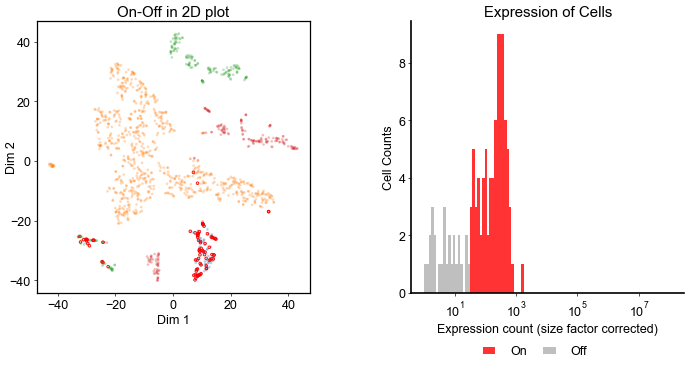 On-Off in 2D plot
Dim 2
40
20
0
−20
−40
−40 −20 0 20 40
Dim 1
Expression of Cells
Cell Counts
8
6
4
2
0
10^1 10^3 10^5 10^7
Expression count (size factor corrected)
On Off